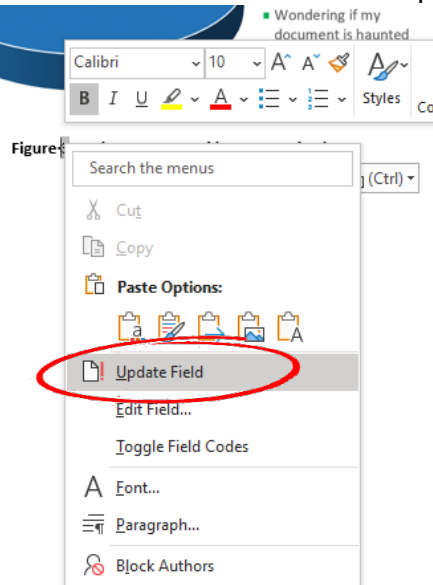 Wondering if my
document is haunted
Calibri 10 A A
B I U A Styles
Figure
Search the menus
(Ctrl)
Cut
Copy
Paste Options:
Update Field
Edit Field...
Toggle Field Codes
Font...
Paragraph...
Block Authors